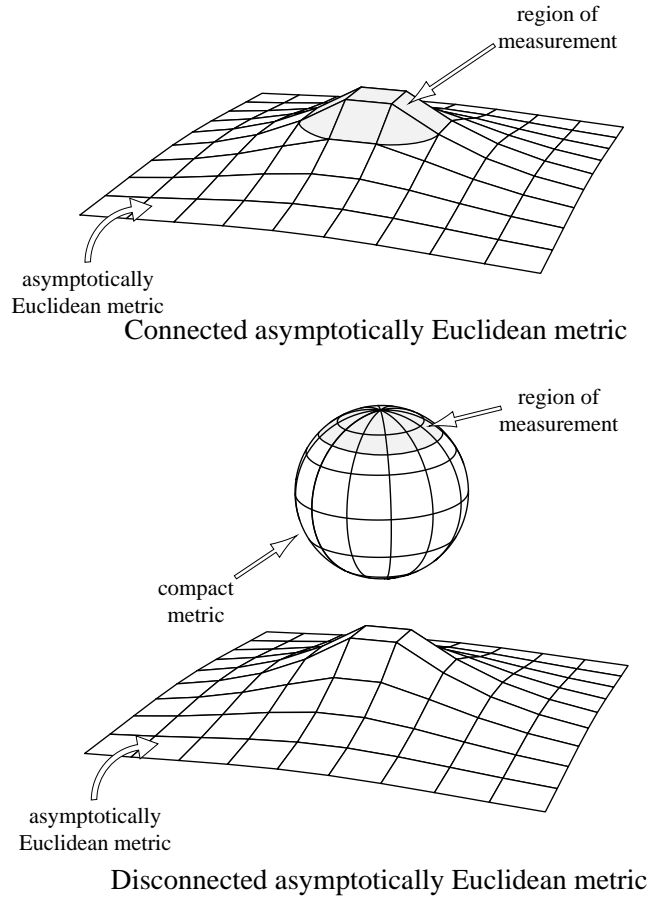 region of
measurement
asymptotically
Euclidean metric
Connected asymptotically Euclidean metric
region of
measurement
compact
metric
asymptotically
Euclidean metric
Disconnected asymptotically Euclidean metric